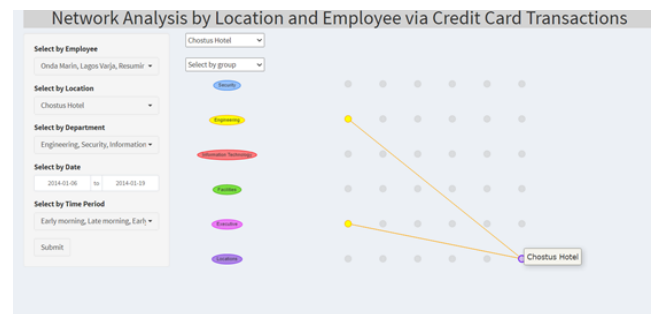 Network Analysis by Location and Employee via Credit Card Transactions
Select by Employee
Onda Marin, Lagos Varja, Resumir
Select by Location
Chostus Hotel
Select by Department
Engineering, Security, Information
Select by Date
2014-01-06 to 2014-01-19
Select by Time Period
Early morning, Late morning, Early
Submit
Chostus Hotel
Select by group
Security
Engineering
Information Technology
Facilities
Executive
Locations
Chostus Hotel